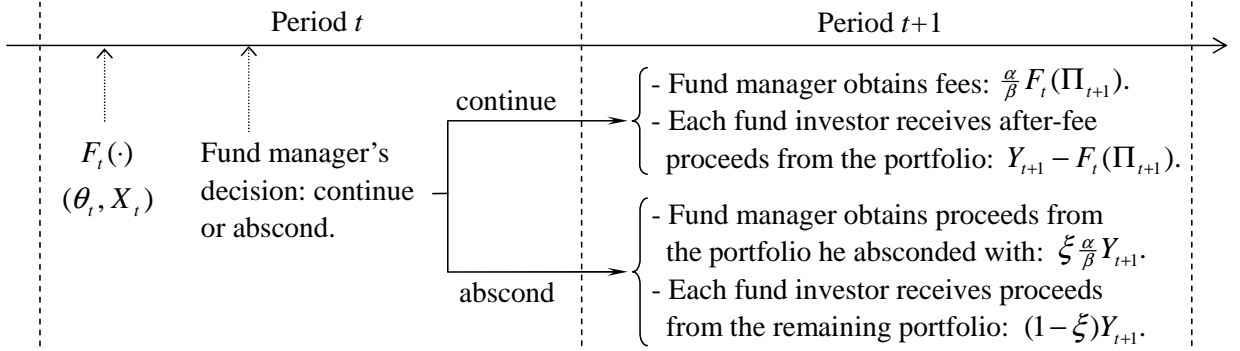 Period t
Period t+1
F_t(·)
(θ_t, X_t)
Fund manager's
decision: continue
or abscond.
continue
abscond
- Fund manager obtains fees: α/β F_t(Π_{t+1}).
- Each fund investor receives after-fee
proceeds from the portfolio: Y_{t+1} − F_t(Π_{t+1}).
- Fund manager obtains proceeds from
the portfolio he absconded with: ξ α/β Y_{t+1}.
- Each fund investor receives proceeds
from the remaining portfolio: (1−ξ)Y_{t+1}.